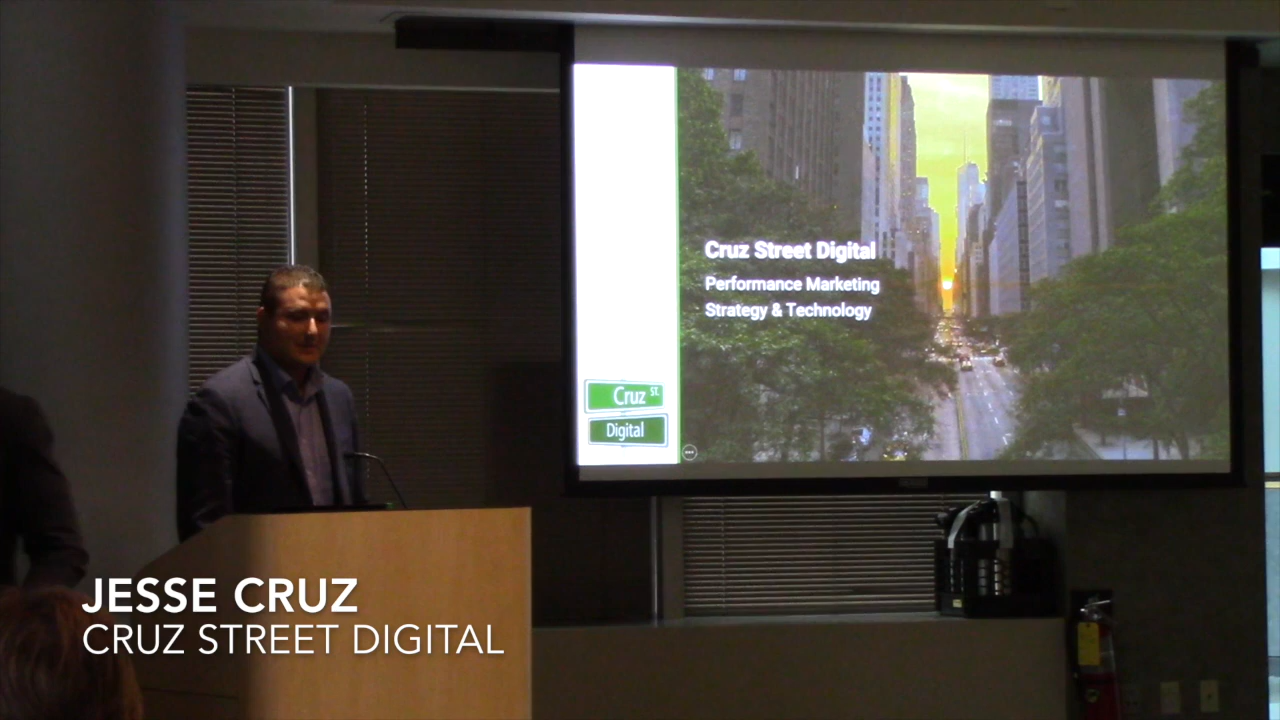 Cruz Street Digital
Performance Marketing
Strategy & Technology
Cruz ST.
Digital
JESSE CRUZ
CRUZ STREET DIGITAL